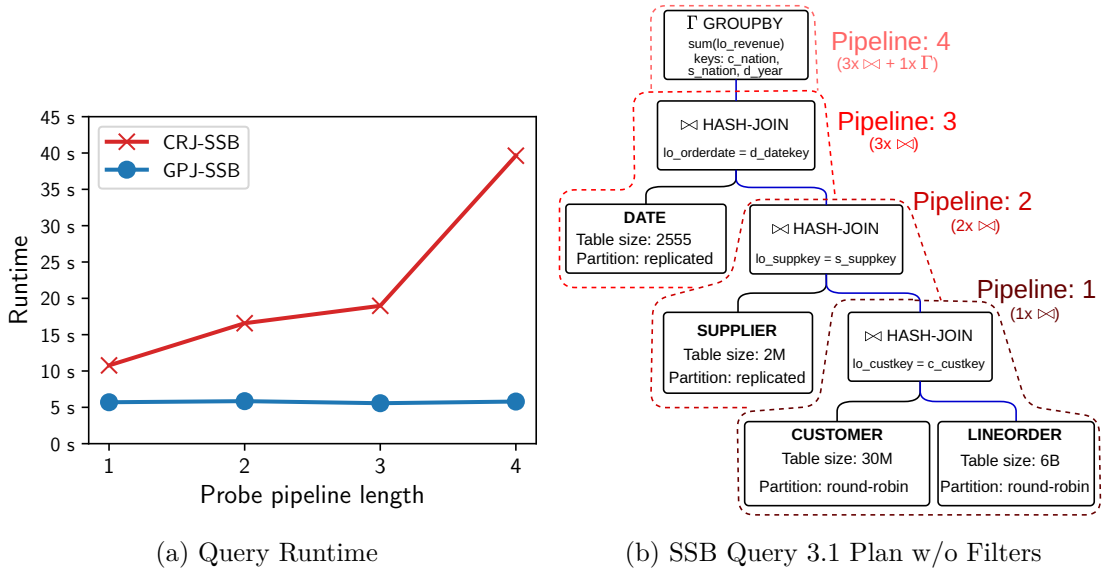 45 s
40 s
35 s
30 s
25 s
20 s
15 s
10 s
5 s
0 s
Runtime
CRJ-SSB
GPJ-SSB
1 2 3 4
Probe pipeline length
(a) Query Runtime
Γ GROUPBY
sum(lo_revenue)
keys: c_nation,
s_nation, d_year
Pipeline: 4
(3x ⋈ + 1x Γ)
⋈ HASH-JOIN
lo_orderdate = d_datekey
Pipeline: 3
(3x ⋈)
DATE
Table size: 2555
Partition: replicated
⋈ HASH-JOIN
lo_suppkey = s_suppkey
Pipeline: 2
(2x ⋈)
SUPPLIER
Table size: 2M
Partition: replicated
⋈ HASH-JOIN
lo_custkey = c_custkey
Pipeline: 1
(1x ⋈)
CUSTOMER
Table size: 30M
Partition: round-robin
LINEORDER
Table size: 6B
Partition: round-robin
(b) SSB Query 3.1 Plan w/o Filters